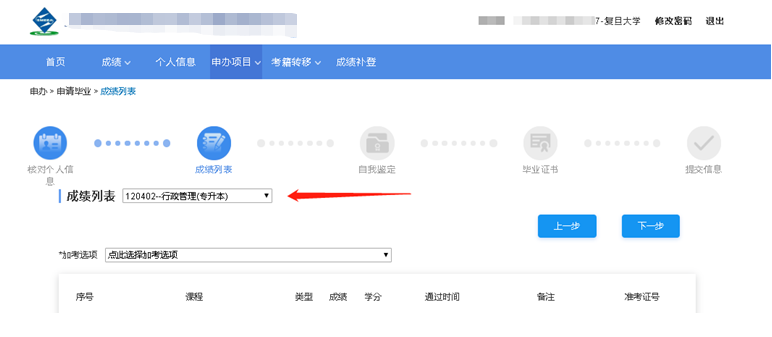 7-复旦大学 修改密码 退出
首页 成绩 个人信息 申办项目 考籍转移 成绩补登
申办 > 申请毕业 > 成绩列表
核对个人信息 成绩列表 自我鉴定 毕业证书 提交信息
成绩列表 120402--行政管理(专升本)
上一步 下一步
*加考选项 点此选择加考选项
序号 课程 类型 成绩 学分 通过时间 备注 准考证号